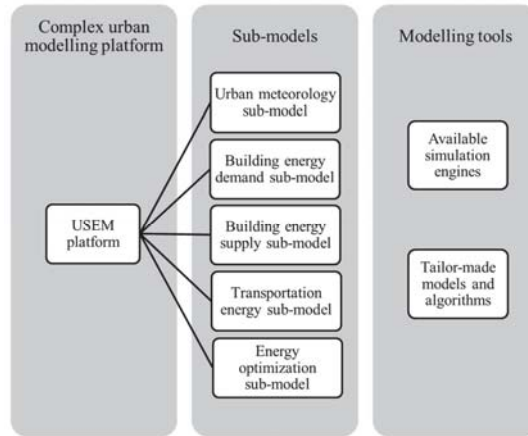 Complex urban
modelling platform
USEM
platform
Sub-models
Urban meteorology
sub-model
Building energy
demand sub-model
Building energy
supply sub-model
Transportation
energy sub-model
Energy
optimization
sub-model
Modelling tools
Available
simulation
engines
Tailor-made
models and
algorithms